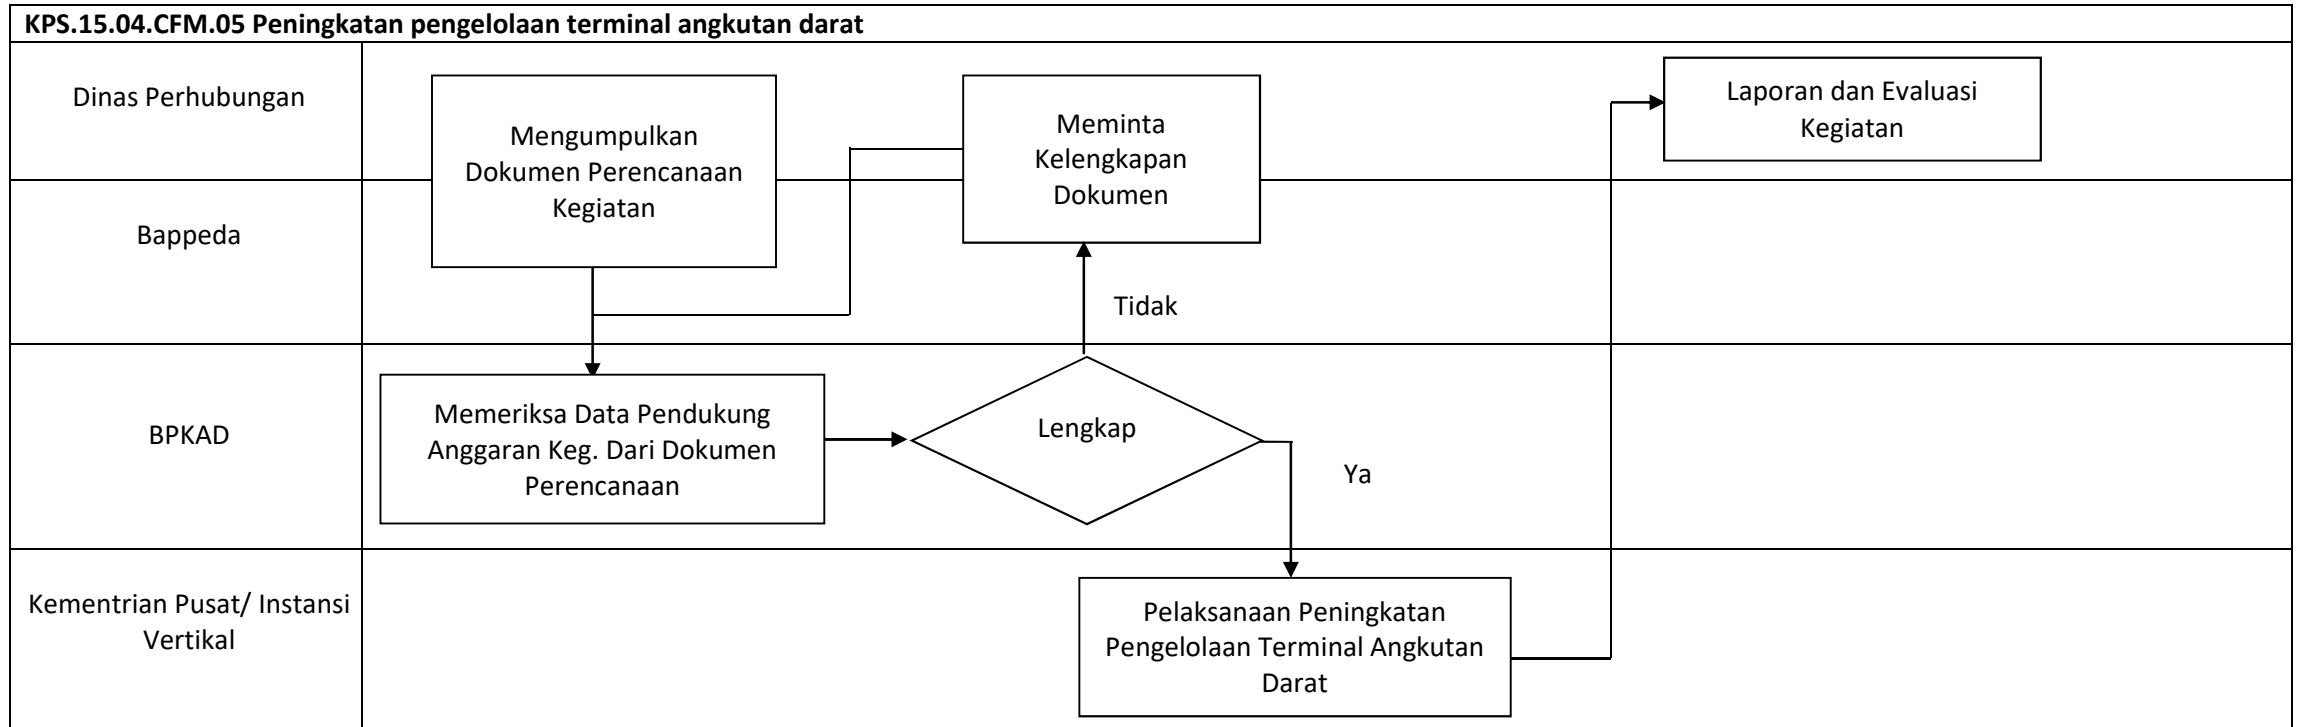 KPS.15.04.CFM.05 Peningkatan pengelolaan terminal angkutan darat
Dinas Perhubungan
Mengumpulkan
Dokumen Perencanaan
Kegiatan
Meminta
Kelengkapan
Dokumen
Laporan dan Evaluasi
Kegiatan
Bappeda
Tidak
BPKAD
Memeriksa Data Pendukung
Anggaran Keg. Dari Dokumen
Perencanaan
Lengkap
Ya
Kementrian Pusat/ Instansi
Vertikal
Pelaksanaan Peningkatan
Pengelolaan Terminal Angkutan
Darat